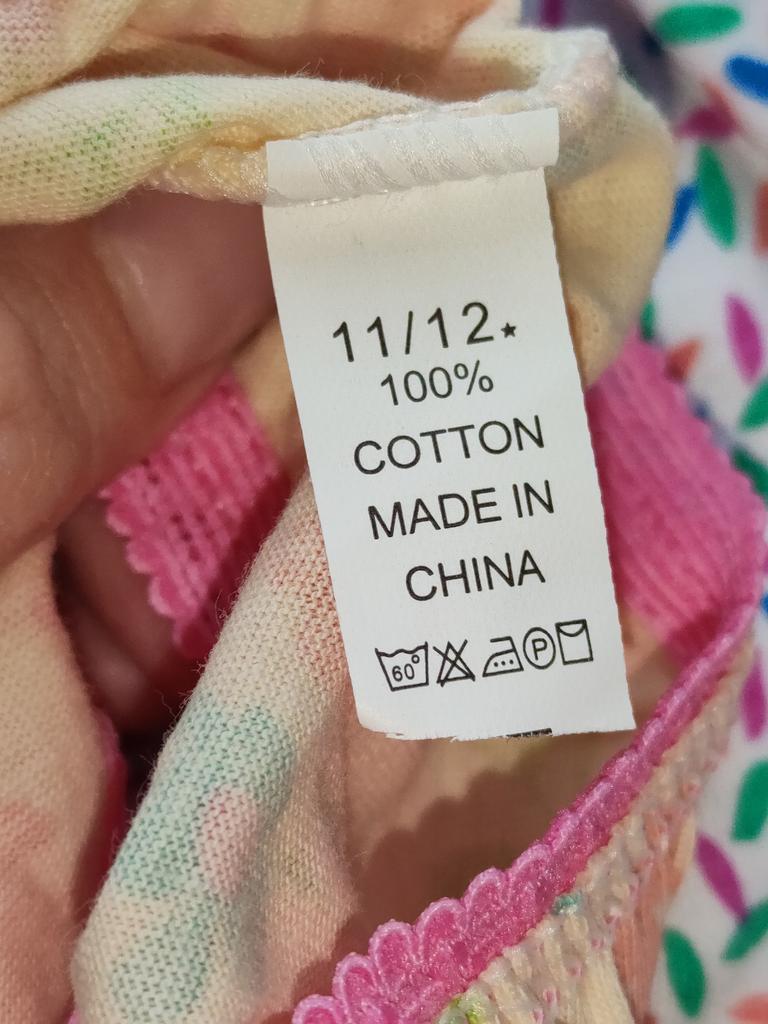 11/12.★
100%
COTTON
MADE IN
CHINA
60° P